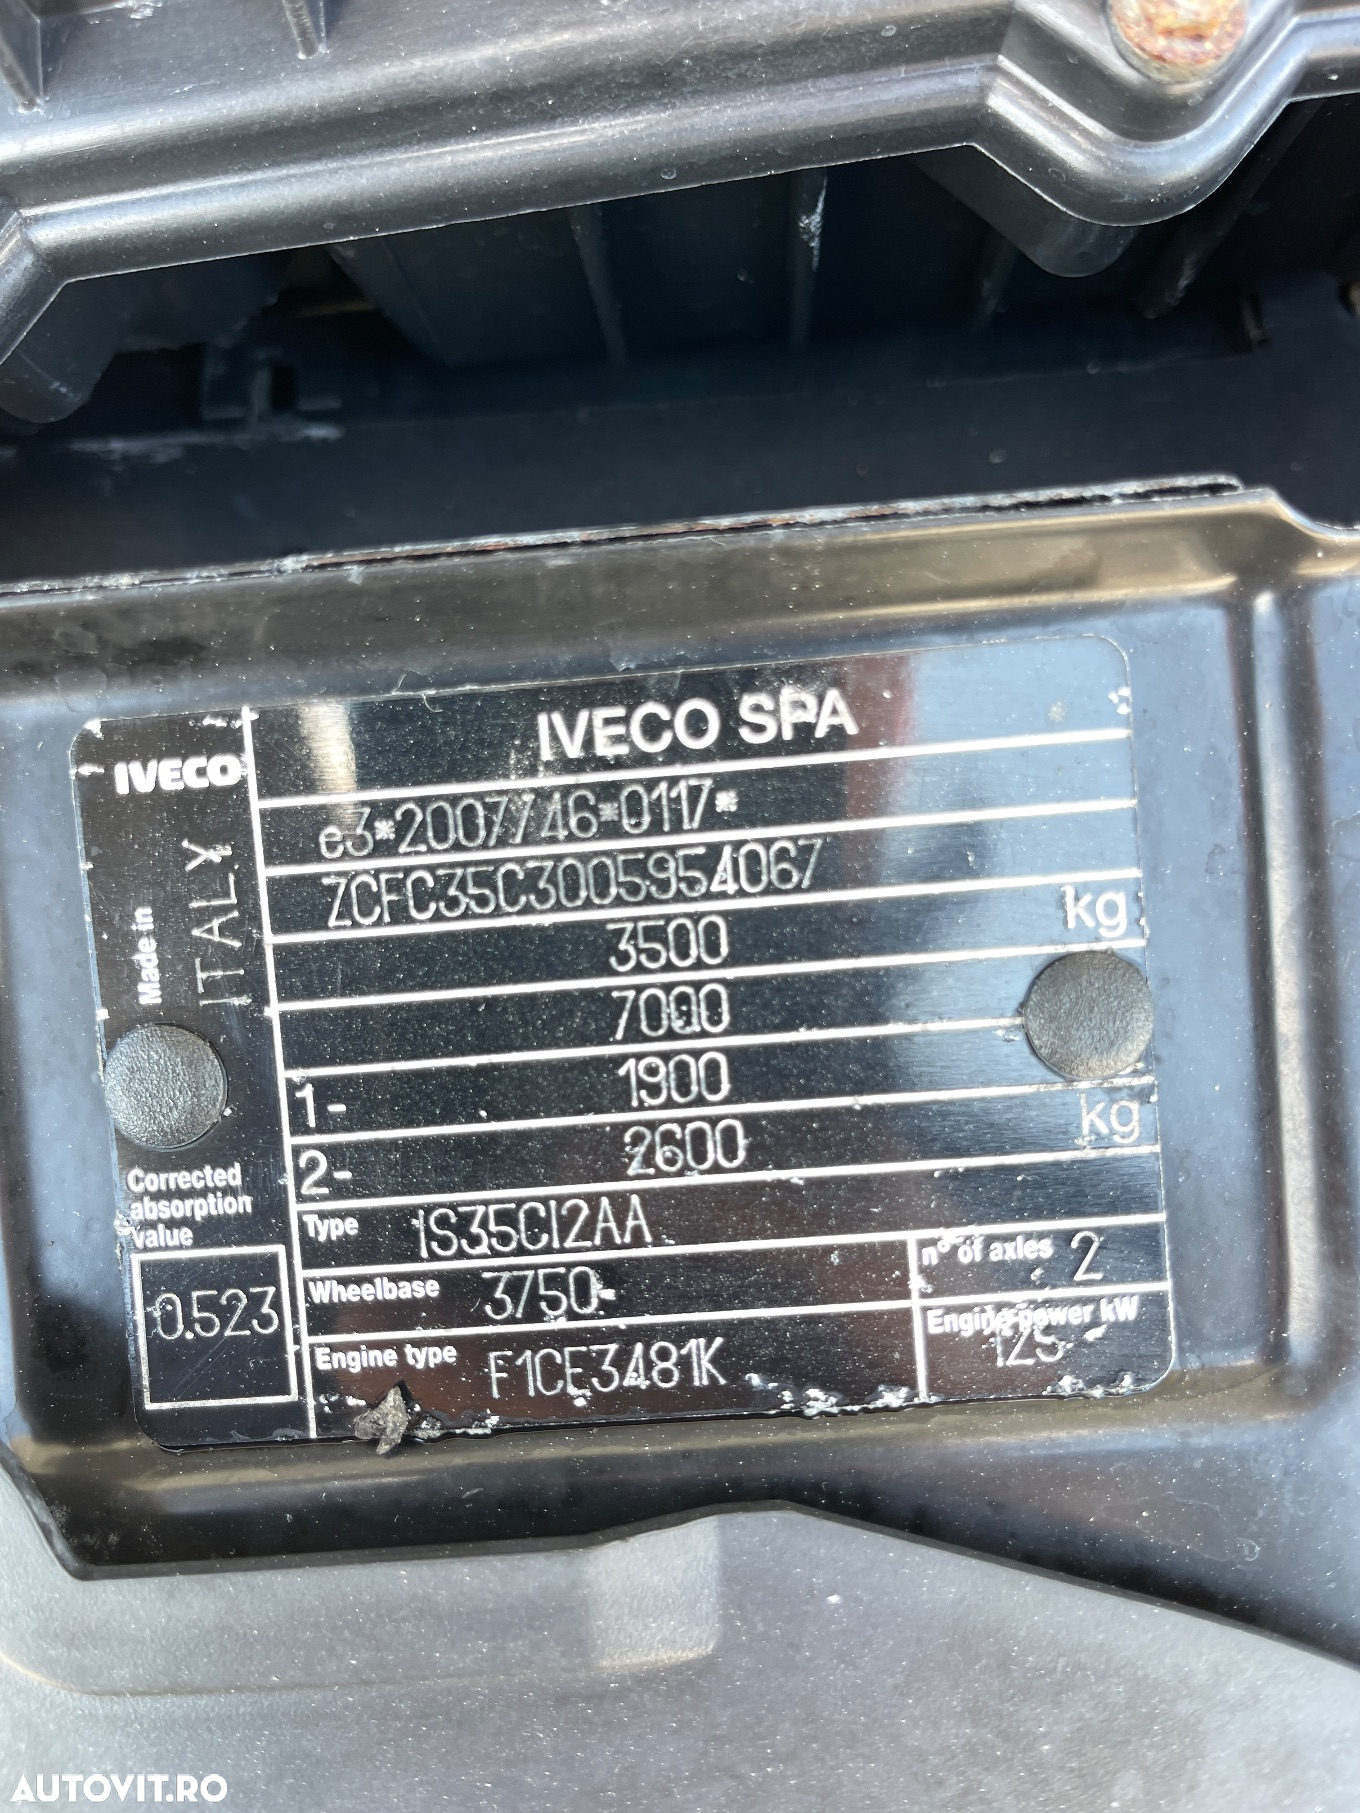 IVECO SPA
IVECO
Made in ITALY
e3*2007/46*0117*
ZCFC35C3005954067
3500 kg
7000
1- 1900
2- 2600 kg
Corrected
absorption
value
0.523
Type 1S35CI2AA
Wheelbase 3750-
n° of axles 2
Engine type F1CE3481K
Engine power kW
125-
AUTOVIT.RO